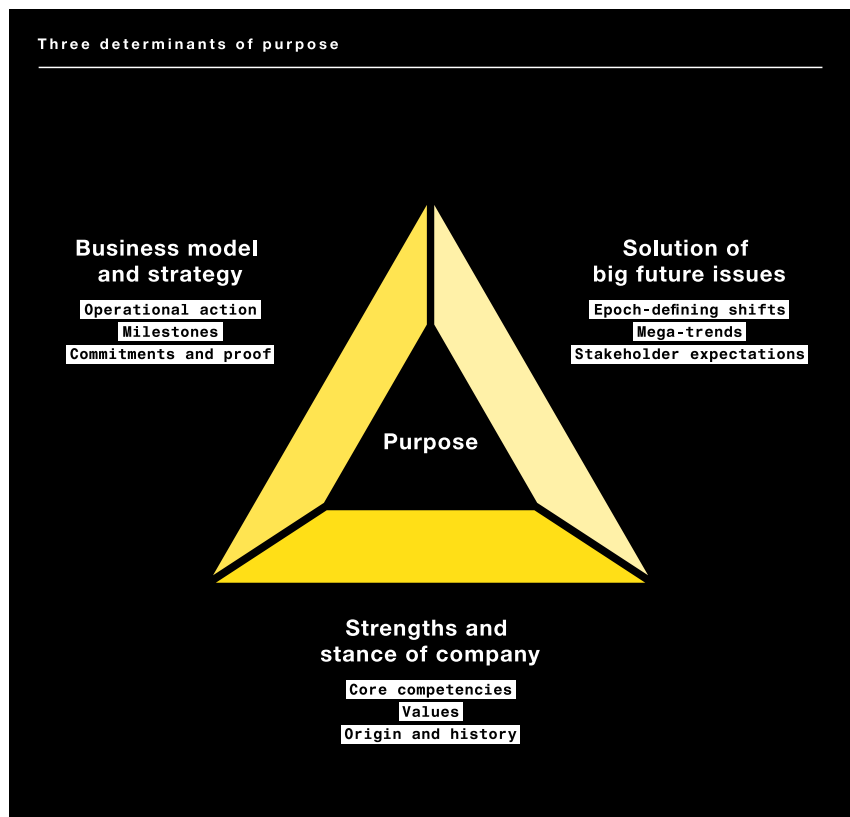 Three determinants of purpose
Business model
and strategy
Operational action
Milestones
Commitments and proof
Solution of
big future issues
Epoch-defining shifts
Mega-trends
Stakeholder expectations
Purpose
Strengths and
stance of company
Core competencies
Values
Origin and history